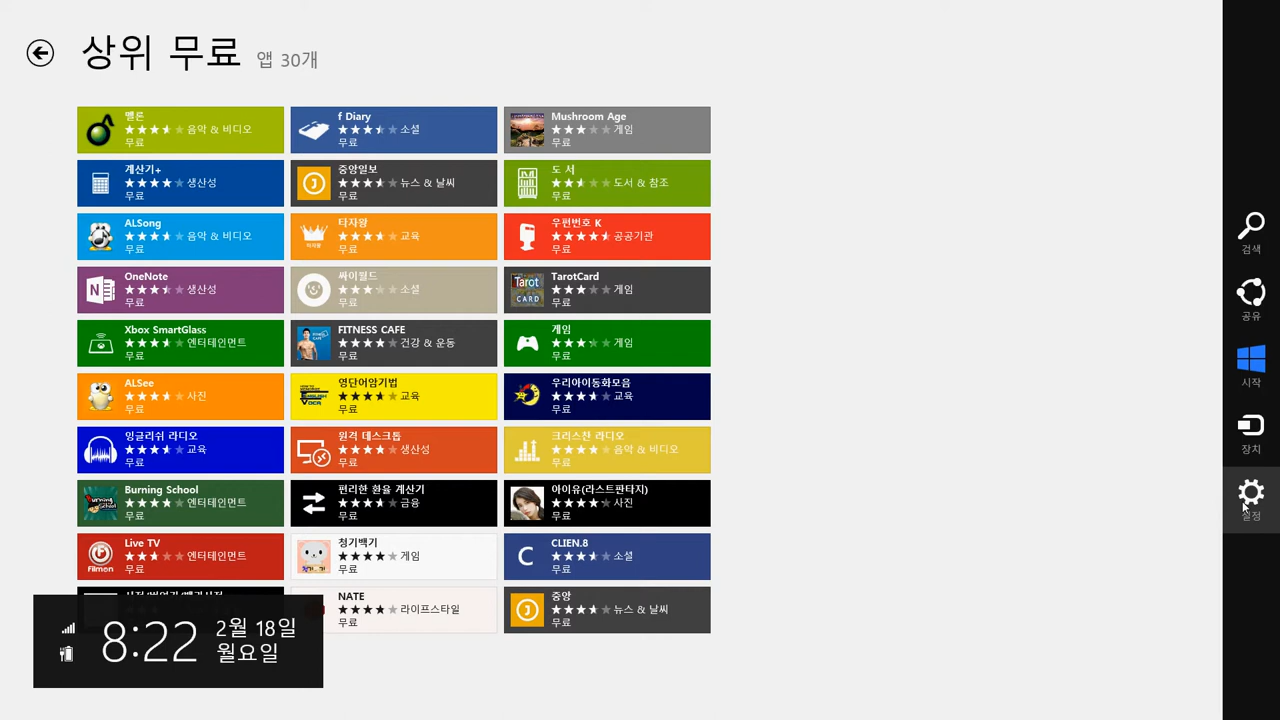 상위 무료 앱 30개
멜론
음악 & 비디오
무료
f Diary
소셜
무료
Mushroom Age
게임
무료
계산기+
생산성
무료
중앙일보
뉴스 & 날씨
무료
도 서
도서 & 참조
무료
ALSong
음악 & 비디오
무료
타자왕
교육
무료
우편번호 K
공공기관
무료
OneNote
생산성
무료
싸이월드
소셜
무료
TarotCard
게임
무료
Xbox SmartGlass
엔터테인먼트
무료
FITNESS CAFE
건강 & 운동
무료
게임
게임
무료
ALSee
사진
무료
영단어암기법
교육
무료
우리아이동화모음
교육
무료
잉글리쉬 라디오
교육
무료
원격 데스크톱
생산성
무료
크리스찬 라디오
음악 & 비디오
무료
Burning School
엔터테인먼트
무료
편리한 환율 계산기
금융
무료
아이유(라스트판타지)
사진
무료
Live TV
엔터테인먼트
무료
청기백기
게임
무료
CLIEN.8
소셜
무료
NATE
라이프스타일
무료
중앙
뉴스 & 날씨
무료
8:22
2월 18일
월요일
검색
공유
시작
장치
설정